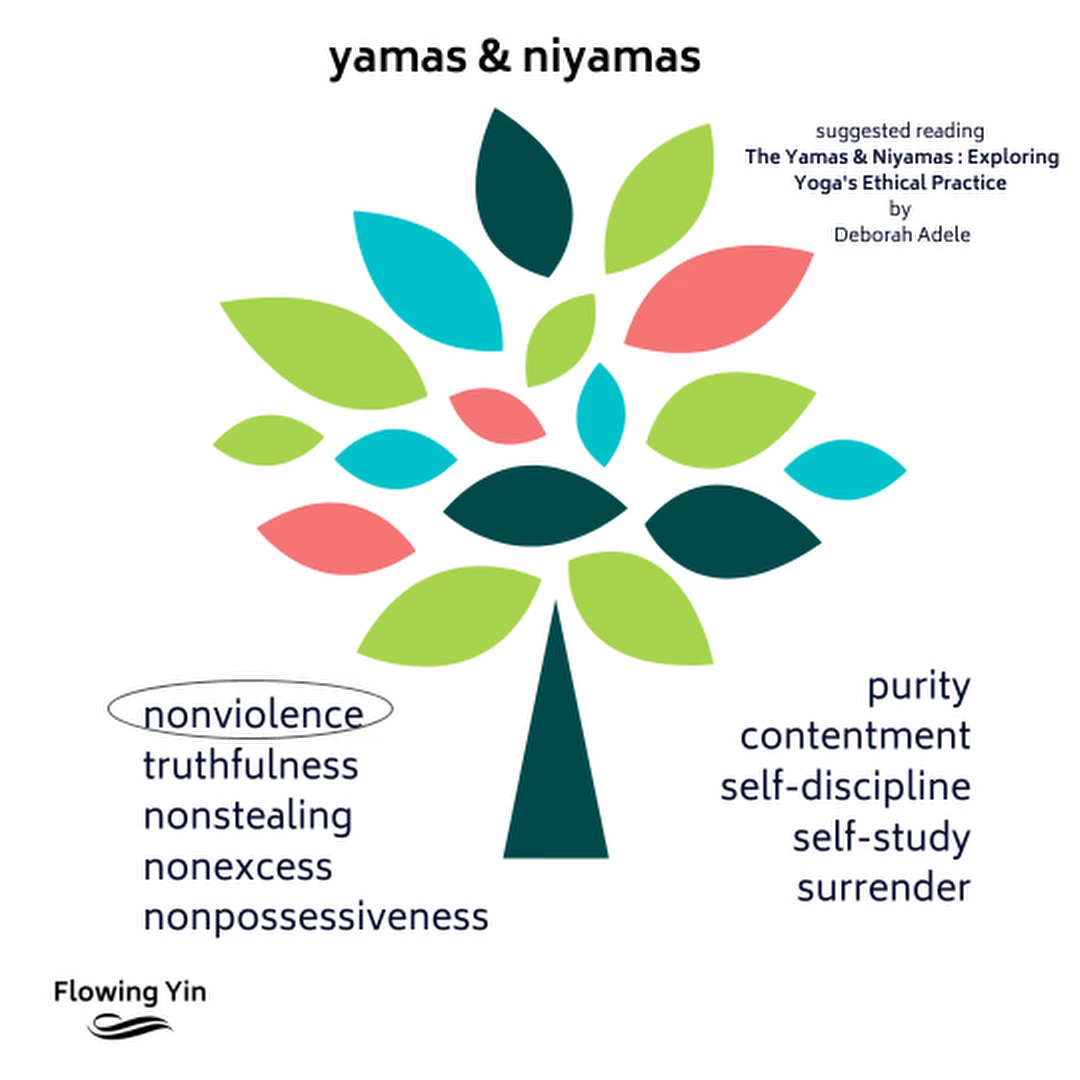 yamas & niyamas
suggested reading
The Yamas & Niyamas : Exploring
Yoga's Ethical Practice
by
Deborah Adele
nonviolence
truthfulness
nonstealing
nonexcess
nonpossessiveness
purity
contentment
self-discipline
self-study
surrender
Flowing Yin